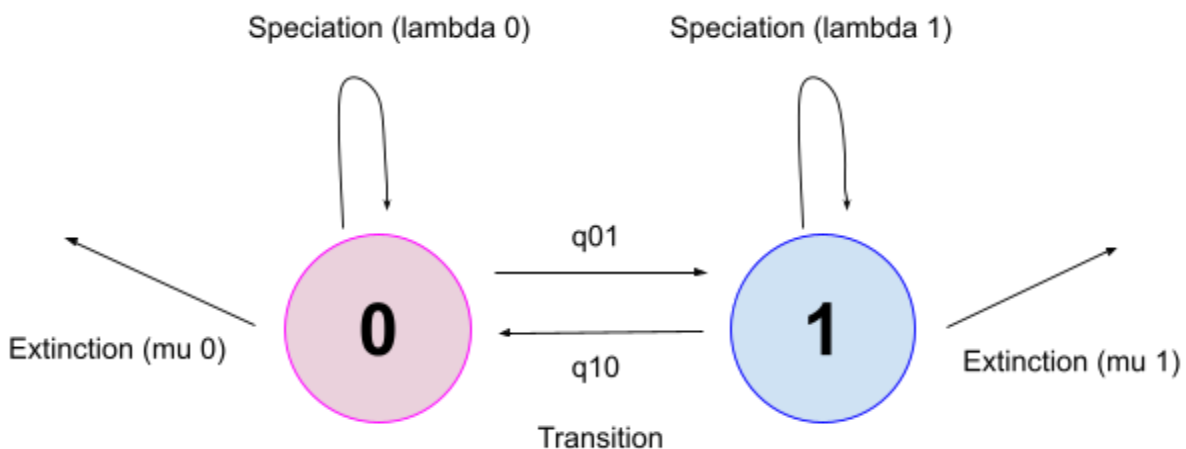 Speciation (lambda 0)
Speciation (lambda 1)
q01
0
1
Extinction (mu 0)
q10
Extinction (mu 1)
Transition